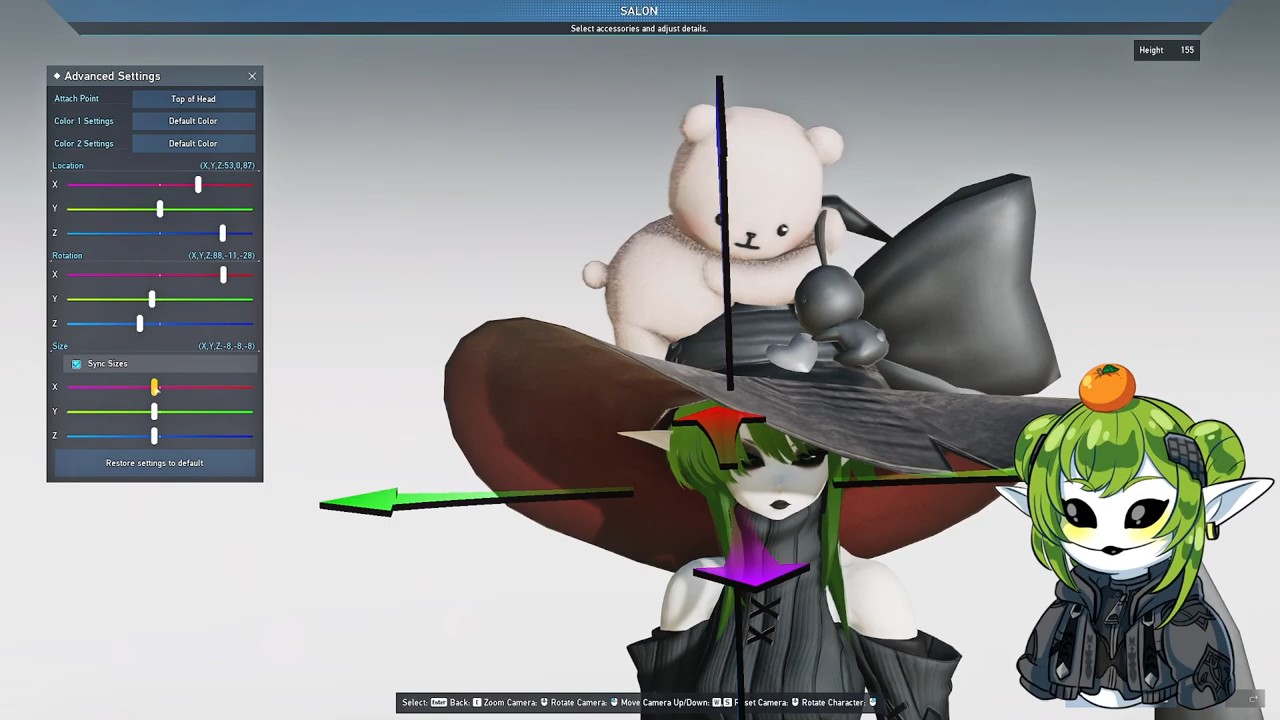 SALON
Select accessories and adjust details.
Height 155
Advanced Settings
Attach Point Top of Head
Color 1 Settings Default Color
Color 2 Settings Default Color
Location (X,Y,Z:53,0,87)
X
Y
Z
Rotation (X,Y,Z:88,-11,-28)
X
Y
Z
Size (X,Y,Z:-8,-8,-8)
Sync Sizes
X
Y
Z
Restore settings to default
Select: Enter Back: E Zoom Camera: Rotate Camera: Move Camera Up/Down: W,S Reset Camera: Rotate Character: